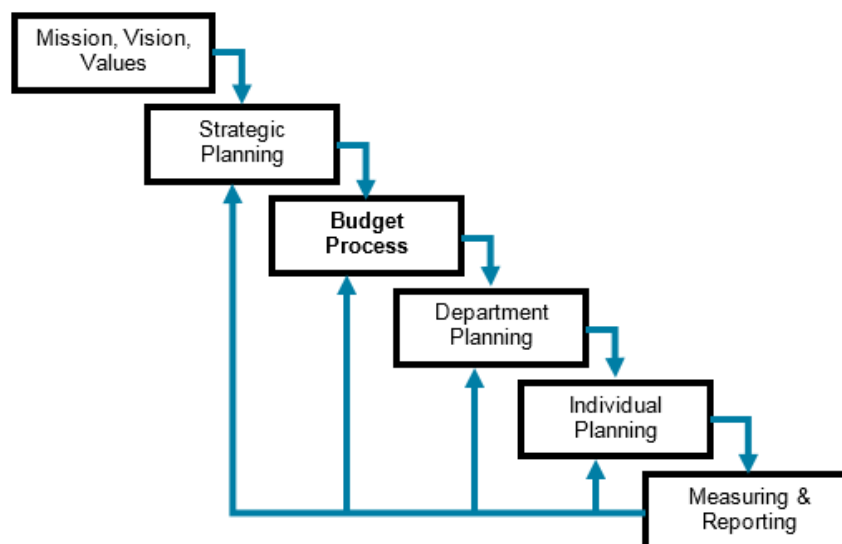 Mission, Vision,
Values
Strategic
Planning
Budget
Process
Department
Planning
Individual
Planning
Measuring &
Reporting